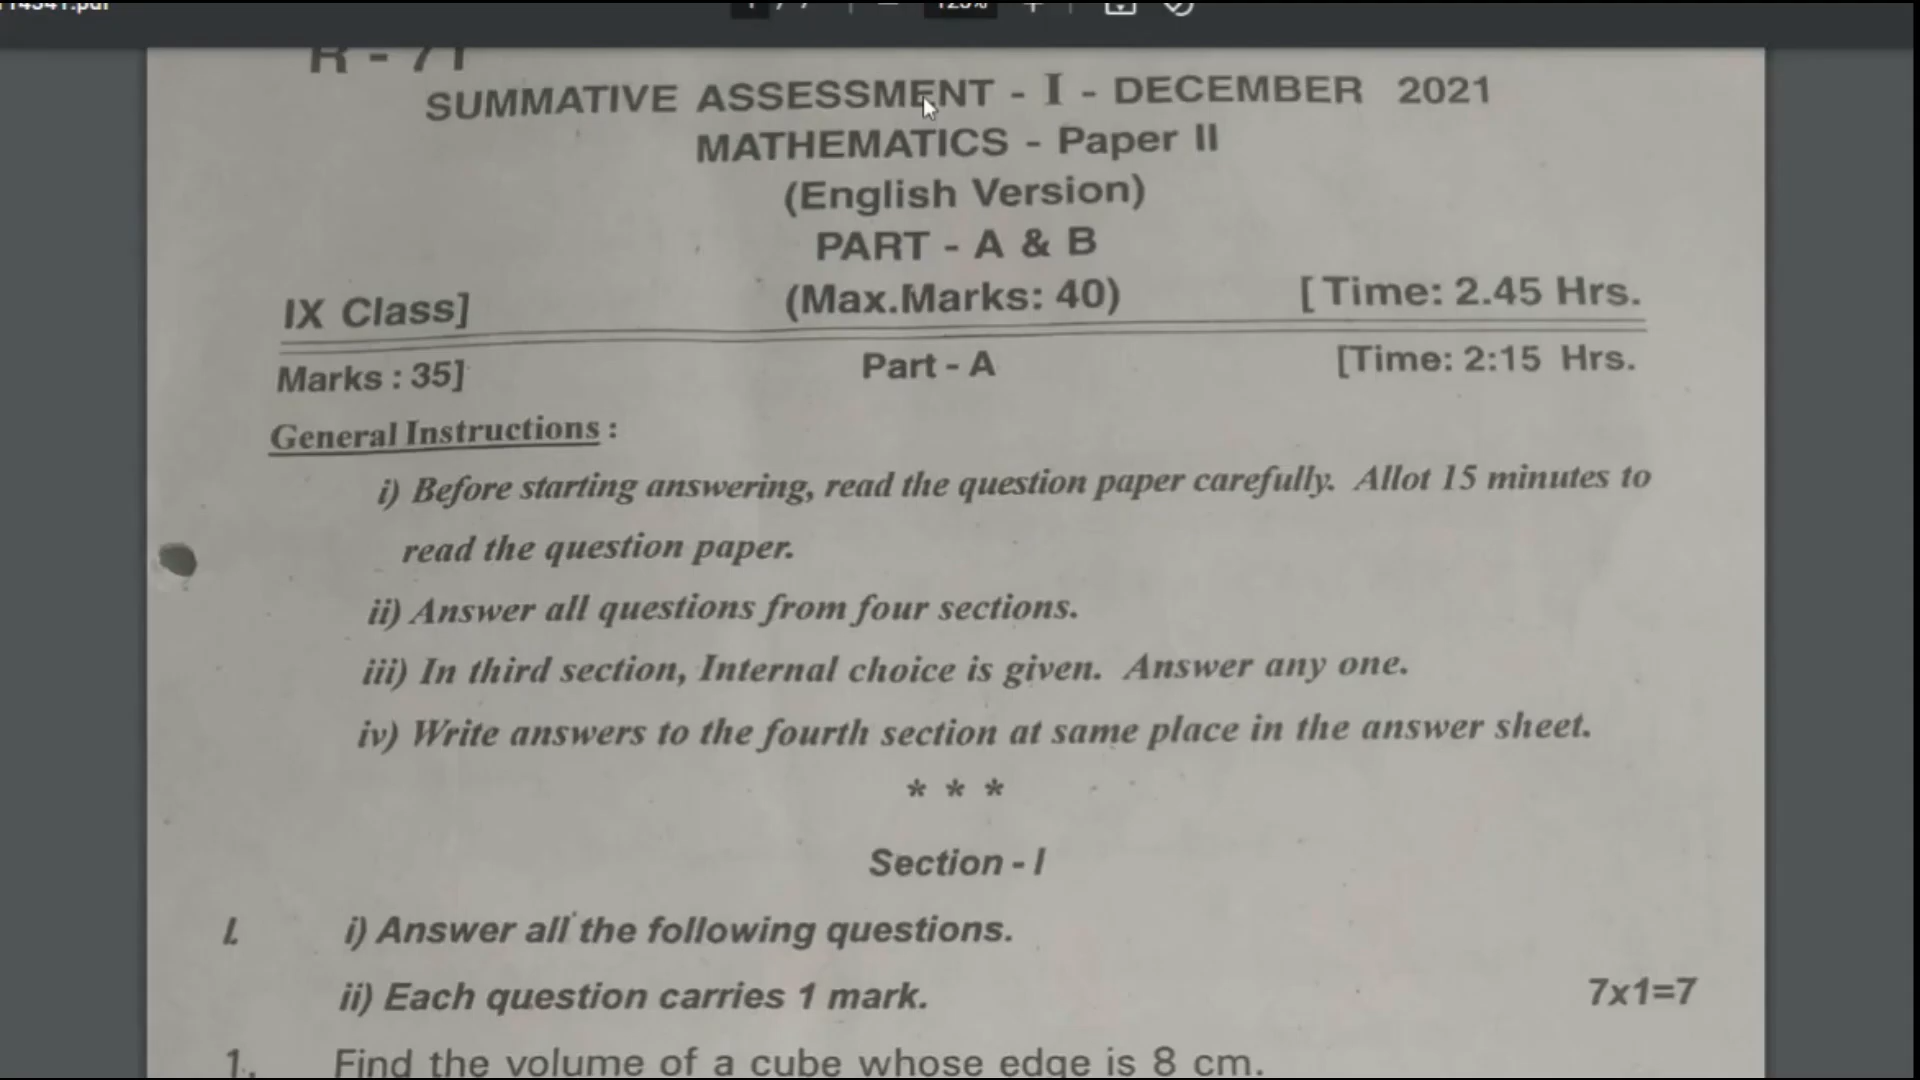 R - 71
SUMMATIVE ASSESSMENT - I - DECEMBER 2021
MATHEMATICS - Paper II
(English Version)
PART - A & B
IX Class] (Max.Marks: 40) [ Time: 2.45 Hrs.
Marks : 35] Part - A [Time: 2:15 Hrs.
General Instructions :
i) Before starting answering, read the question paper carefully. Allot 15 minutes to
read the question paper.
ii) Answer all questions from four sections.
iii) In third section, Internal choice is given. Answer any one.
iv) Write answers to the fourth section at same place in the answer sheet.
* * *
Section - I
I. i) Answer all the following questions.
ii) Each question carries 1 mark. 7x1=7
1. Find the volume of a cube whose edge is 8 cm.